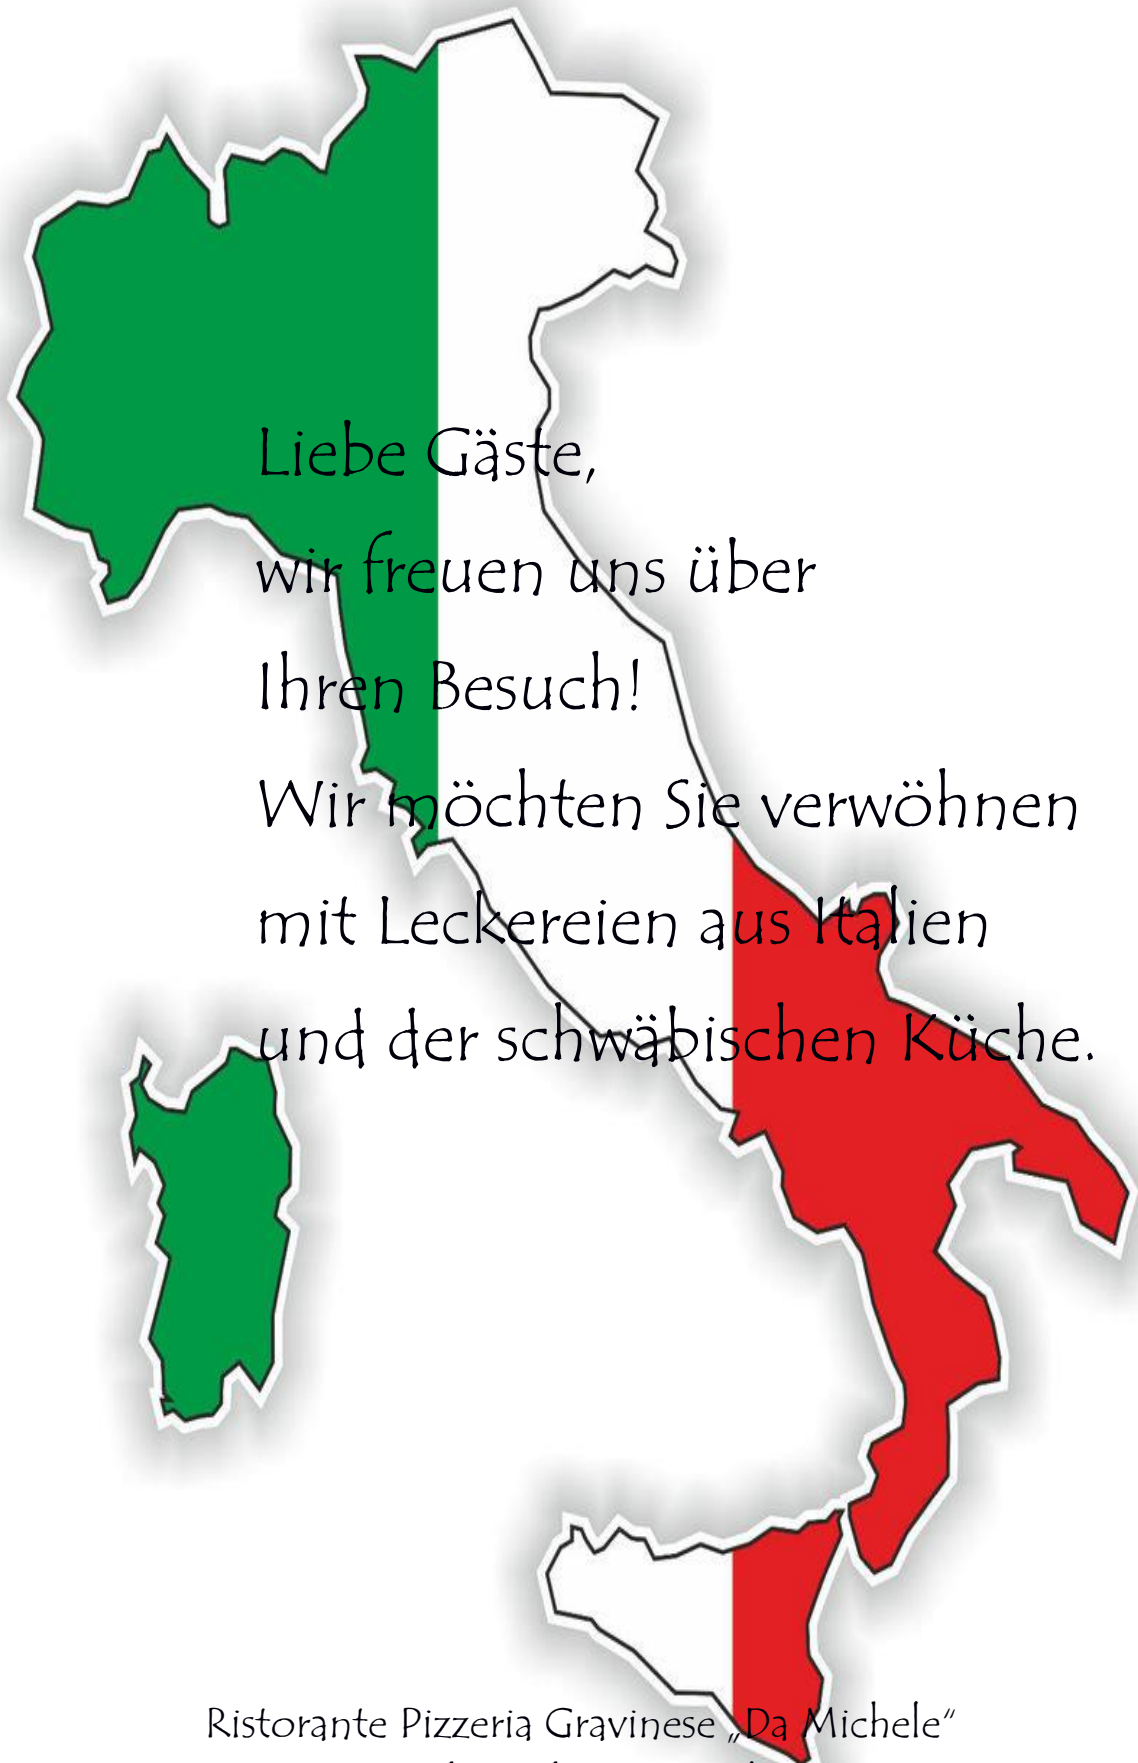 Liebe Gäste,
wir freuen uns über
Ihren Besuch!
Wir möchten Sie verwöhnen
mit Leckereien aus Italien
und der schwäbischen Küche.
Ristorante Pizzeria Gravinese „Da Michele“